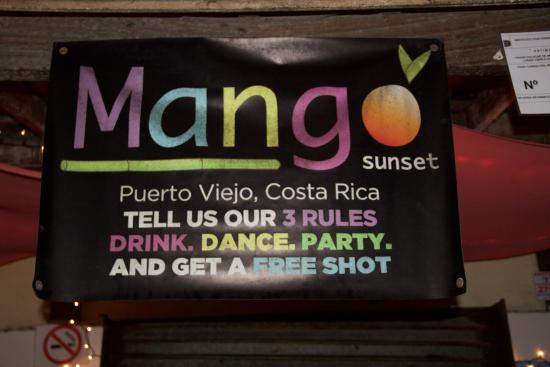 Mango
sunset
Puerto Viejo, Costa Rica
TELL US OUR 3 RULES
DRINK. DANCE. PARTY.
AND GET A FREE SHOT
Nº